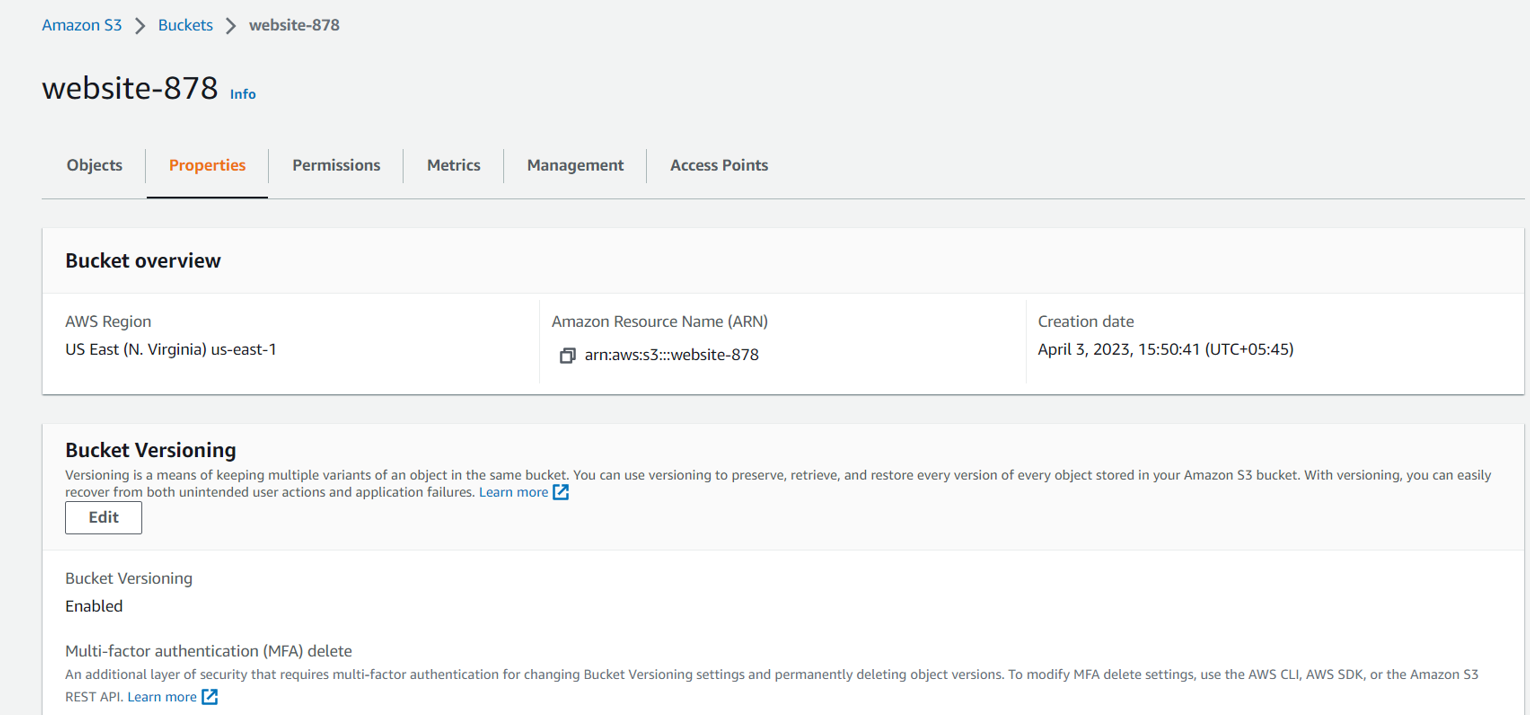 Amazon S3 > Buckets > website-878
website-878 Info
Objects Properties Permissions Metrics Management Access Points
Bucket overview
AWS Region
US East (N. Virginia) us-east-1
Amazon Resource Name (ARN)
arn:aws:s3:::website-878
Creation date
April 3, 2023, 15:50:41 (UTC+05:45)
Bucket Versioning
Versioning is a means of keeping multiple variants of an object in the same bucket. You can use versioning to preserve, retrieve, and restore every version of every object stored in your Amazon S3 bucket. With versioning, you can easily
recover from both unintended user actions and application failures. Learn more
Edit
Bucket Versioning
Enabled
Multi-factor authentication (MFA) delete
An additional layer of security that requires multi-factor authentication for changing Bucket Versioning settings and permanently deleting object versions. To modify MFA delete settings, use the AWS CLI, AWS SDK, or the Amazon S3
REST API. Learn more